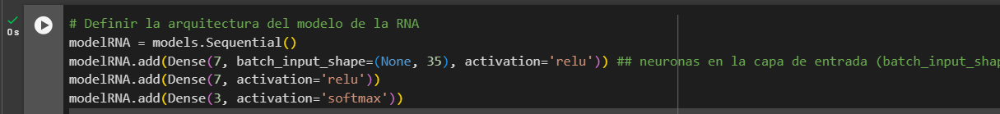 0s
# Definir la arquitectura del modelo de la RNA
modelRNA = models.Sequential()
modelRNA.add(Dense(7, batch_input_shape=(None, 35), activation='relu')) ## neuronas en la capa de entrada (batch_input_shap
modelRNA.add(Dense(7, activation='relu'))
modelRNA.add(Dense(3, activation='softmax'))